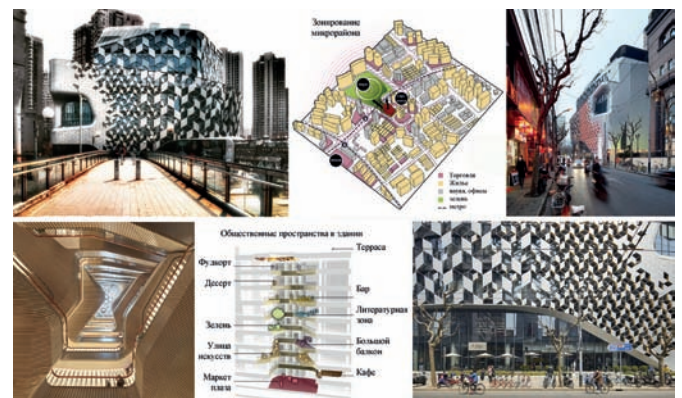 Зонирование
микрорайона
Торговля
Жилье
наука, офисы
зелень
метро
Общественные пространства в здании
Терраса
Фудкорт
Десерт
Бар
Литературная
зона
Зелень
Улица
искусств
Большой
балкон
Маркет
плаза
Кафе